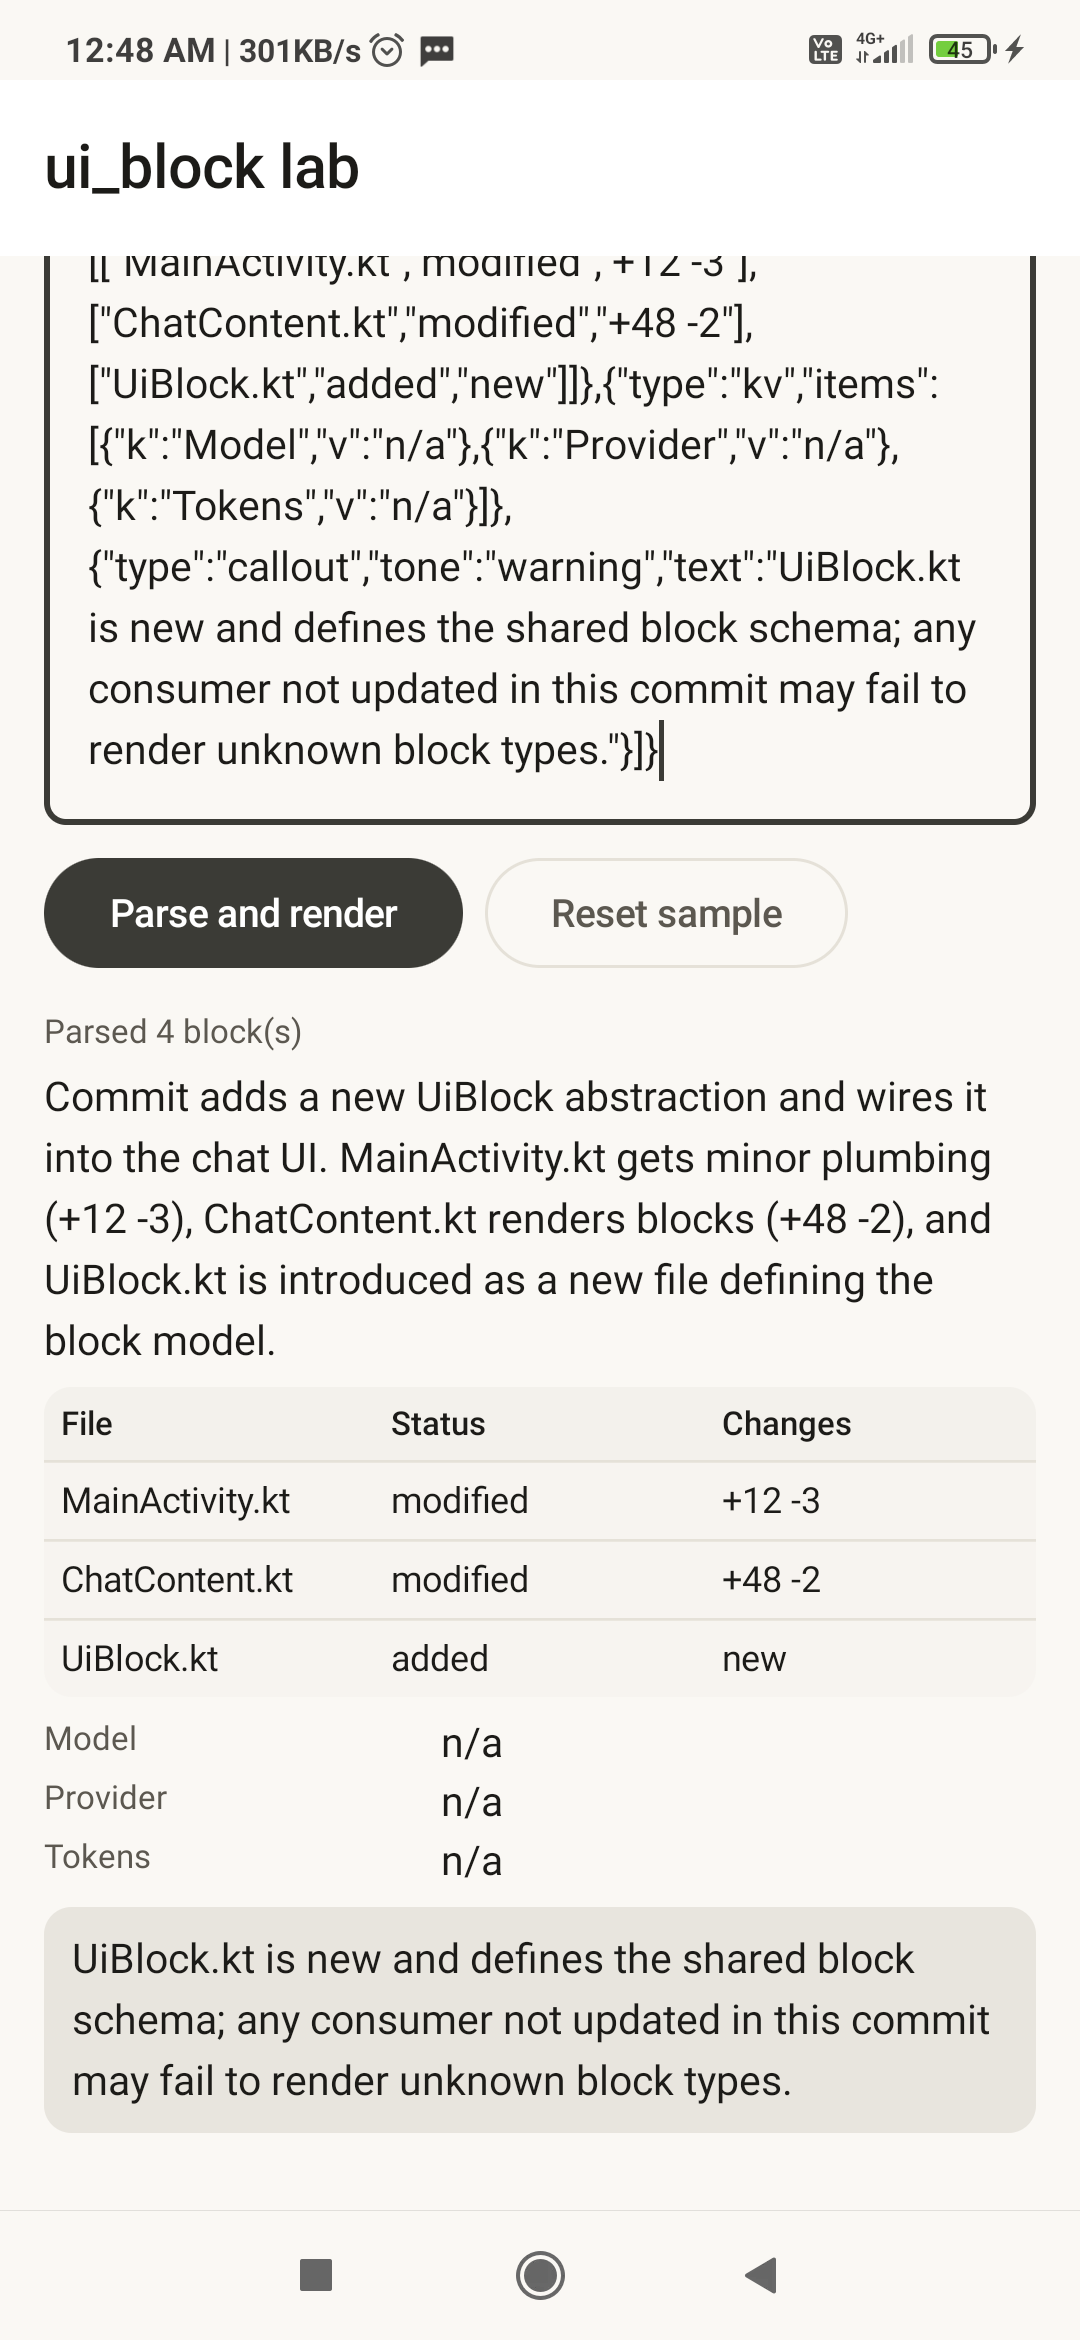 12:48 AM | 301KB/s
Vo LTE 4G+ 45
ui_block lab
[["MainActivity.kt","modified","+12 -3"],
["ChatContent.kt","modified","+48 -2"],
["UiBlock.kt","added","new"]]},{"type":"kv","items":
[{"k":"Model","v":"n/a"},{"k":"Provider","v":"n/a"},
{"k":"Tokens","v":"n/a"}]},
{"type":"callout","tone":"warning","text":"UiBlock.kt
is new and defines the shared block schema; any
consumer not updated in this commit may fail to
render unknown block types."}]}
Parse and render Reset sample
Parsed 4 block(s)
Commit adds a new UiBlock abstraction and wires it
into the chat UI. MainActivity.kt gets minor plumbing
(+12 -3), ChatContent.kt renders blocks (+48 -2), and
UiBlock.kt is introduced as a new file defining the
block model.
File Status Changes
MainActivity.kt modified +12 -3
ChatContent.kt modified +48 -2
UiBlock.kt added new
Model n/a
Provider n/a
Tokens n/a
UiBlock.kt is new and defines the shared block
schema; any consumer not updated in this commit
may fail to render unknown block types.